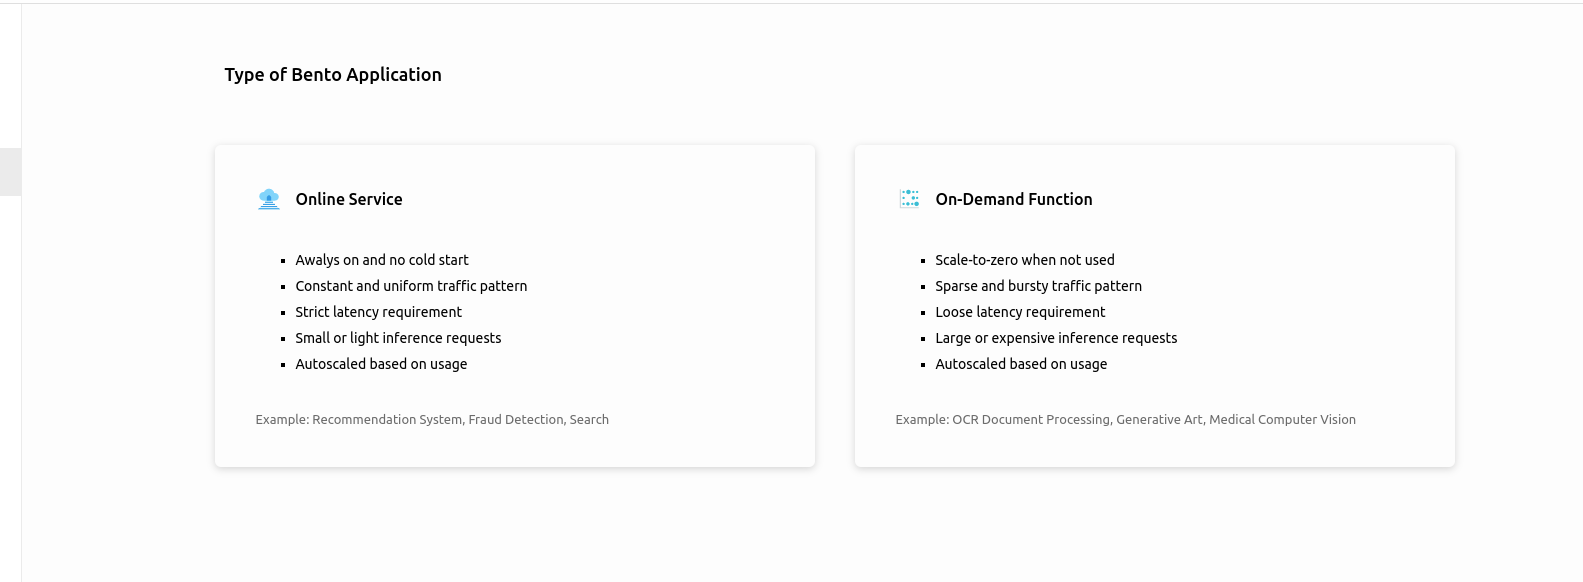 Type of Bento Application
Online Service
Awalys on and no cold start
Constant and uniform traffic pattern
Strict latency requirement
Small or light inference requests
Autoscaled based on usage
Example: Recommendation System, Fraud Detection, Search
On-Demand Function
Scale-to-zero when not used
Sparse and bursty traffic pattern
Loose latency requirement
Large or expensive inference requests
Autoscaled based on usage
Example: OCR Document Processing, Generative Art, Medical Computer Vision